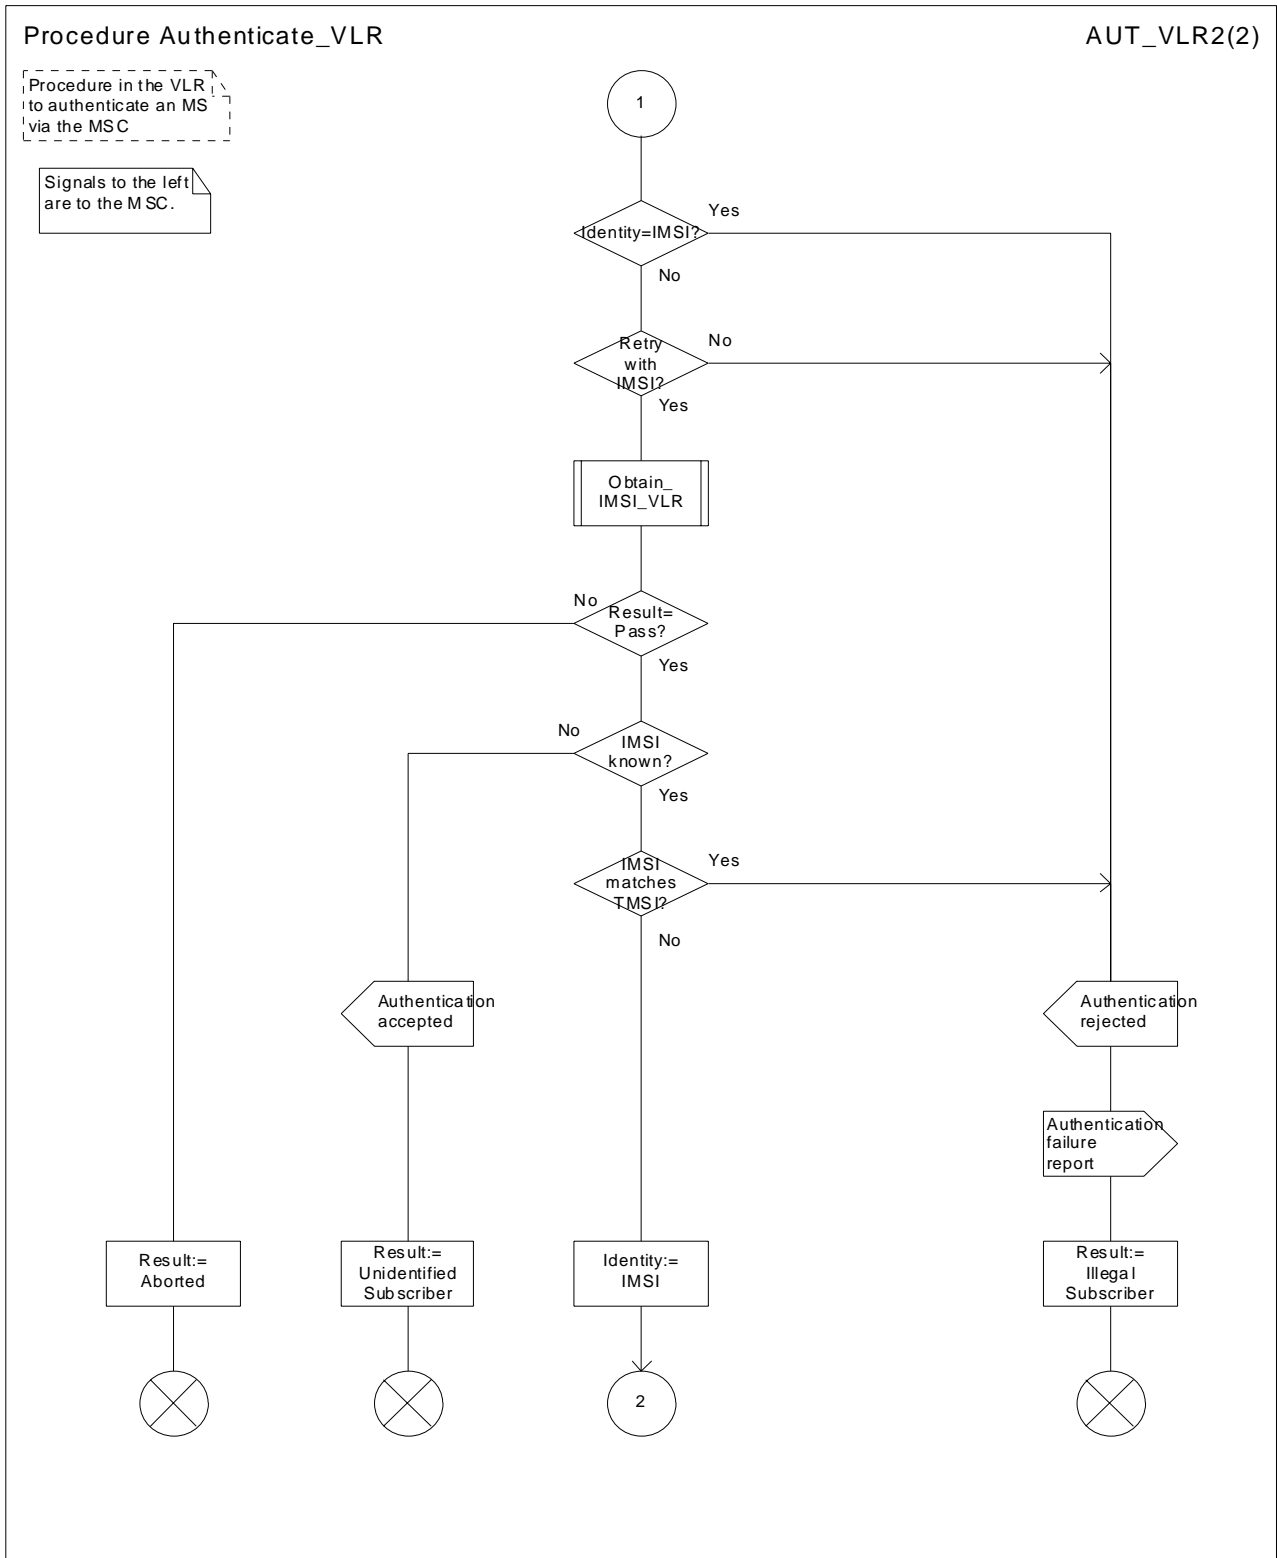 Procedure Authenticate_VLR
AUT_VLR2(2)
Procedure in the VLR
to authenticate an MS
via the MSC
Signals to the left
are to the MSC.
1
Identity=IMSI?
Yes
No
Retry
with
IMSI?
No
Yes
Obtain_
IMSI_VLR
Result=
Pass?
No
Yes
IMSI
known?
No
Yes
IMSI
matches
TMSI?
Yes
No
Authentication
accepted
Authentication
rejected
Authentication
failure
report
Result:=
Aborted
Result:=
Unidentified
Subscriber
Identity:=
IMSI
Result:=
Illegal
Subscriber
2